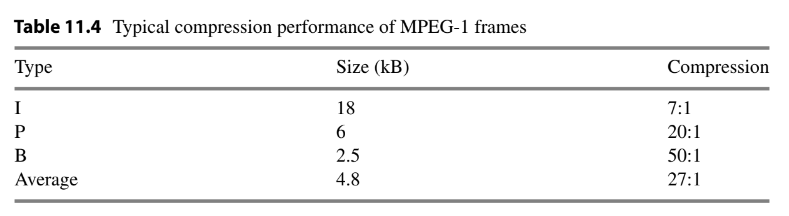 Table 11.4 Typical compression performance of MPEG-1 frames
Type Size (kB) Compression
I 18 7:1
P 6 20:1
B 2.5 50:1
Average 4.8 27:1